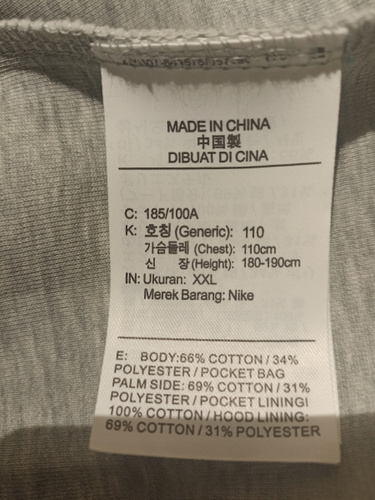 MADE IN CHINA
中国製
DIBUAT DI CINA
C: 185/100A
K: 호칭 (Generic): 110
가슴둘레 (Chest): 110cm
신 장 (Height): 180-190cm
IN: Ukuran: XXL
Merek Barang: Nike
E: BODY:66% COTTON / 34%
POLYESTER / POCKET BAG
PALM SIDE: 69% COTTON / 31%
POLYESTER / POCKET LININGI
100% COTTON / HOOD LINING:
69% COTTON / 31% POLYESTER